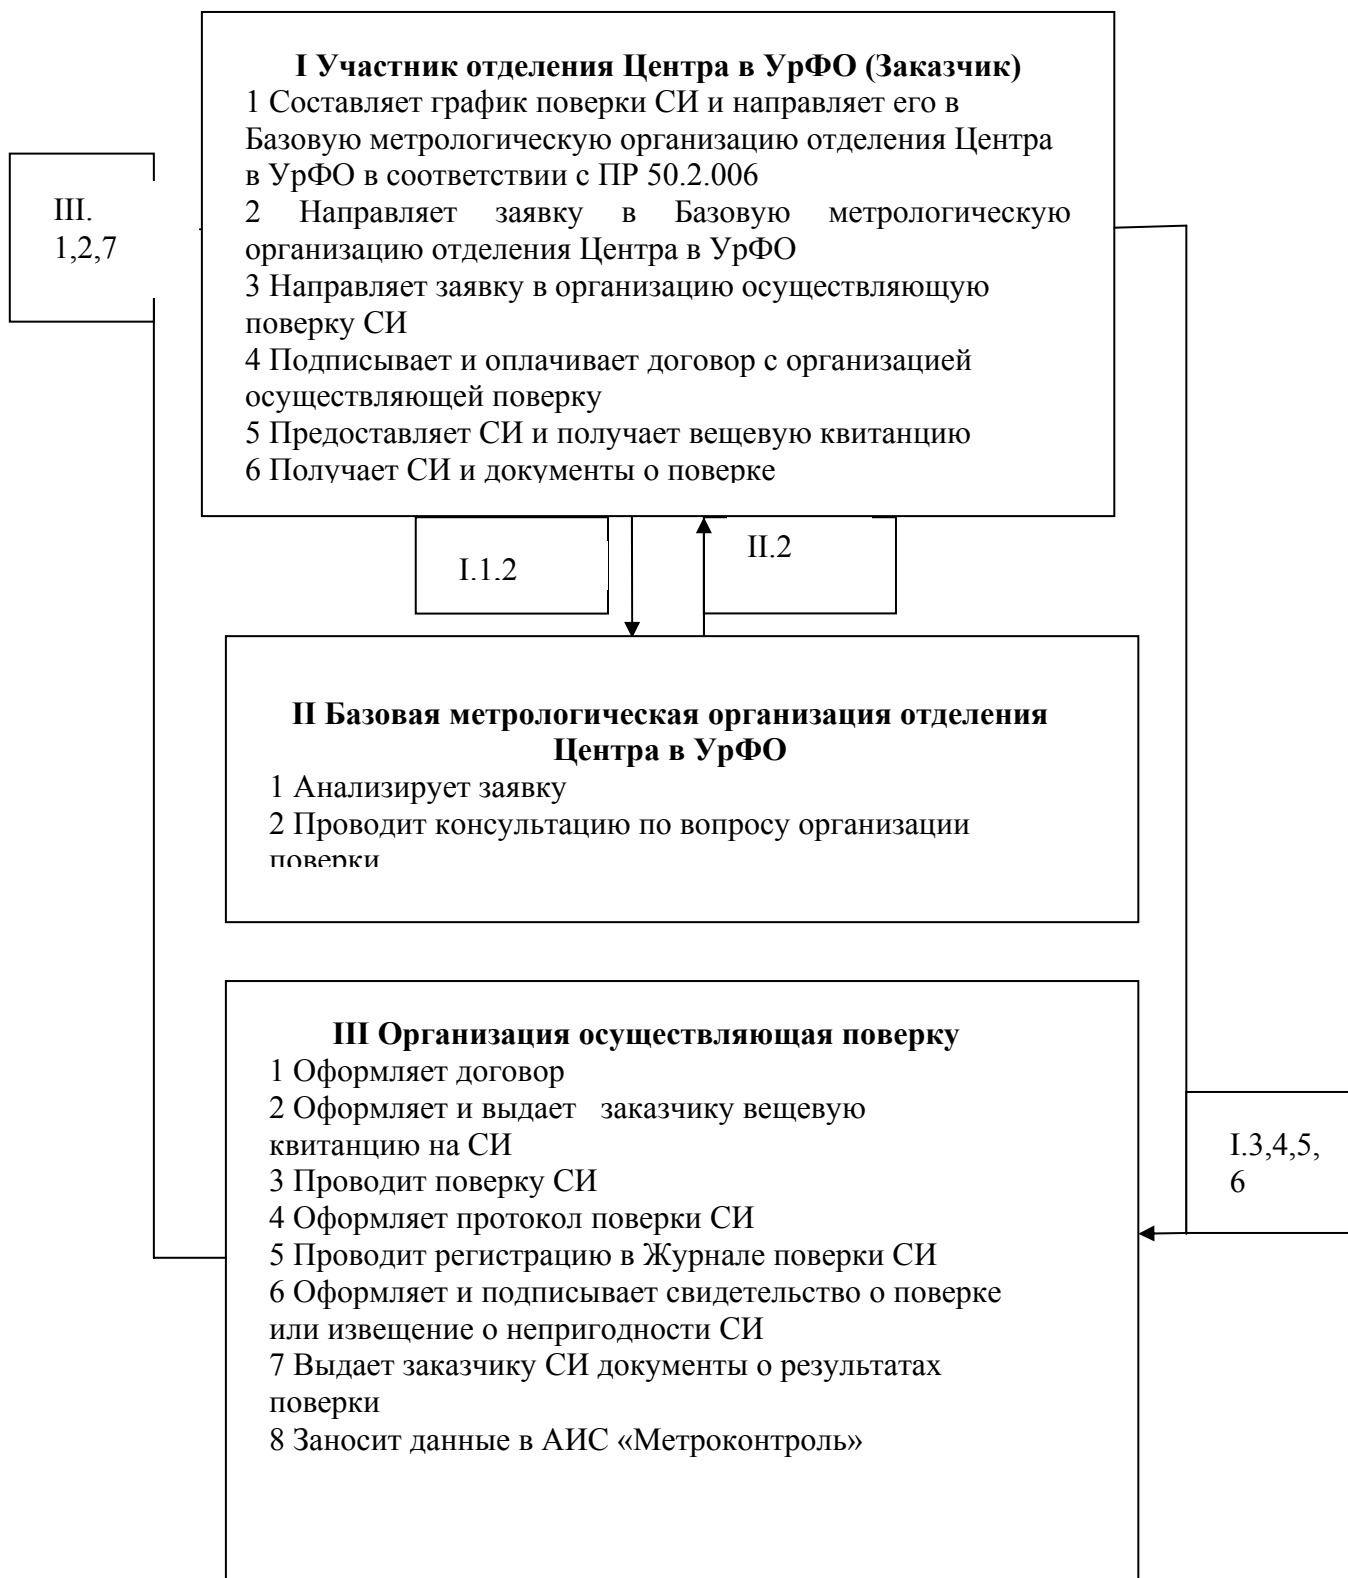 I Участник отделения Центра в УрФО (Заказчик)
1 Составляет график поверки СИ и направляет его в
Базовую метрологическую организацию отделения Центра
в УрФО в соответствии с ПР 50.2.006
2 Направляет заявку в Базовую метрологическую
организацию отделения Центра в УрФО
3 Направляет заявку в организацию осуществляющую
поверку СИ
4 Подписывает и оплачивает договор с организацией
осуществляющей поверку
5 Предоставляет СИ и получает вещевую квитанцию
6 Получает СИ и документы о поверке
III.
1,2,7
I.1.2
II.2
II Базовая метрологическая организация отделения
Центра в УрФО
1 Анализирует заявку
2 Проводит консультацию по вопросу организации
поверки
III Организация осуществляющая поверку
1 Оформляет договор
2 Оформляет и выдает заказчику вещевую
квитанцию на СИ
3 Проводит поверку СИ
4 Оформляет протокол поверки СИ
5 Проводит регистрацию в Журнале поверки СИ
6 Оформляет и подписывает свидетельство о поверке
или извещение о непригодности СИ
7 Выдает заказчику СИ документы о результатах
поверки
8 Заносит данные в АИС «Метроконтроль»
I.3,4,5,
6